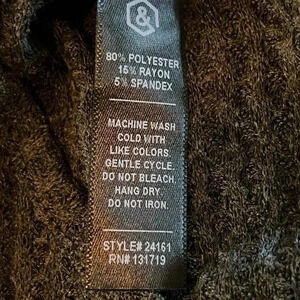 &
80% POLYESTER
15% RAYON
5% SPANDEX
MACHINE WASH
COLD WITH
LIKE COLORS.
GENTLE CYCLE.
DO NOT BLEACH.
HANG DRY.
DO NOT IRON.
STYLE# 24161
RN# 131719